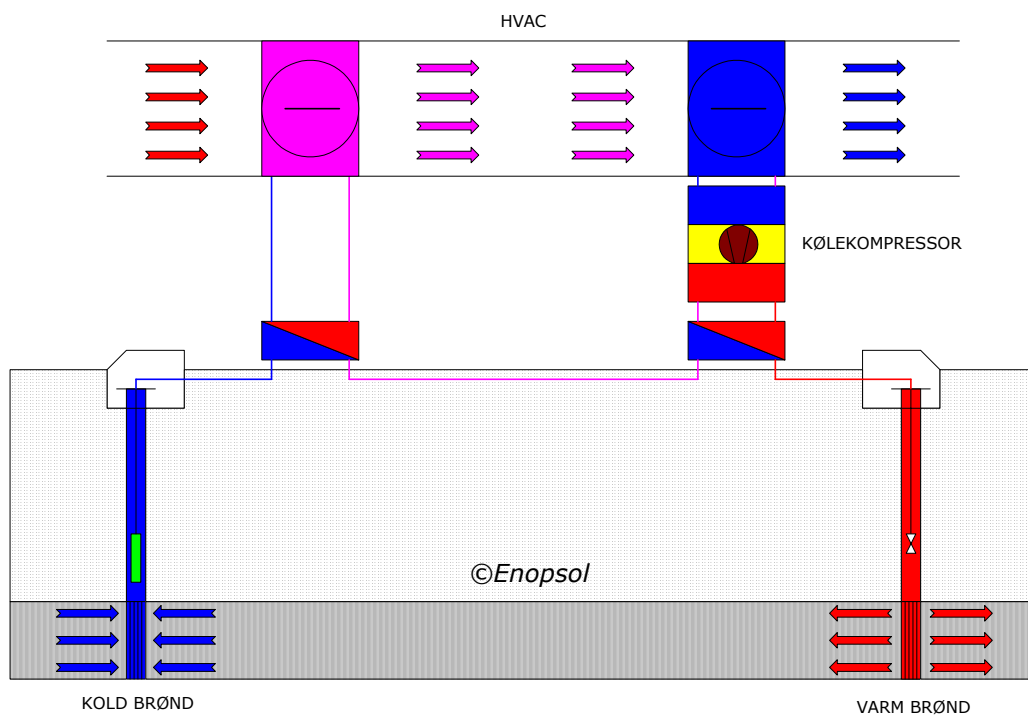 HVAC
KØLEKOMPRESSOR
©Enopsol
KOLD BRØND
VARM BRØND